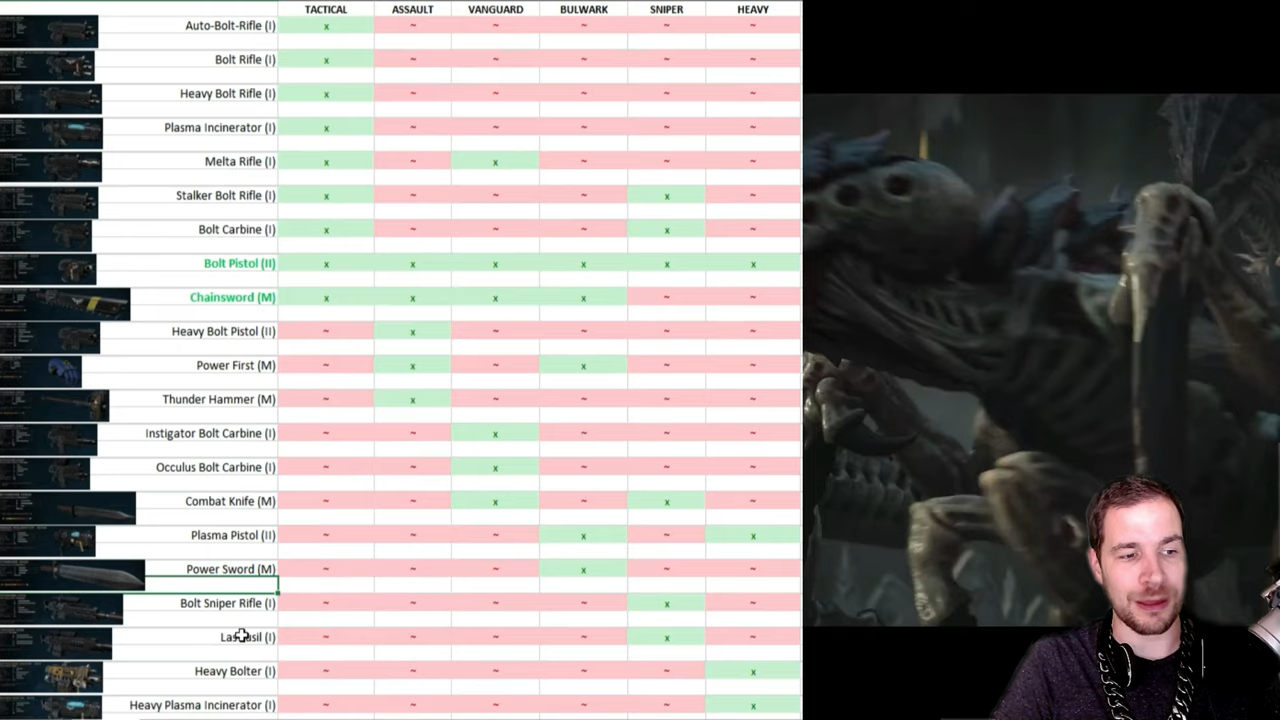 TACTICAL ASSAULT VANGUARD BULWARK SNIPER HEAVY
Auto-Bolt-Rifle (I) x ~ ~ ~ ~ ~
Bolt Rifle (I) x ~ ~ ~ ~ ~
Heavy Bolt Rifle (I) x ~ ~ ~ ~ ~
Plasma Incinerator (I) x ~ ~ ~ ~ ~
Melta Rifle (I) x ~ x ~ ~ ~
Stalker Bolt Rifle (I) x ~ ~ ~ x ~
Bolt Carbine (I) x ~ ~ ~ x ~
Bolt Pistol (II) x x x x x x
Chainsword (M) x x x x ~ ~
Heavy Bolt Pistol (II) ~ x ~ ~ ~ ~
Power First (M) ~ x ~ x ~ ~
Thunder Hammer (M) ~ x ~ ~ ~ ~
Instigator Bolt Carbine (I) ~ ~ x ~ ~ ~
Occulus Bolt Carbine (I) ~ ~ x ~ ~ ~
Combat Knife (M) ~ ~ x ~ x ~
Plasma Pistol (II) ~ ~ ~ x ~ x
Power Sword (M) ~ ~ ~ x ~ ~
Bolt Sniper Rifle (I) ~ ~ ~ ~ x ~
(I) ~ ~ ~ ~ x ~
Heavy Bolter (I) ~ ~ ~ ~ ~ x
Heavy Plasma Incinerator (I) ~ ~ ~ ~ ~ x